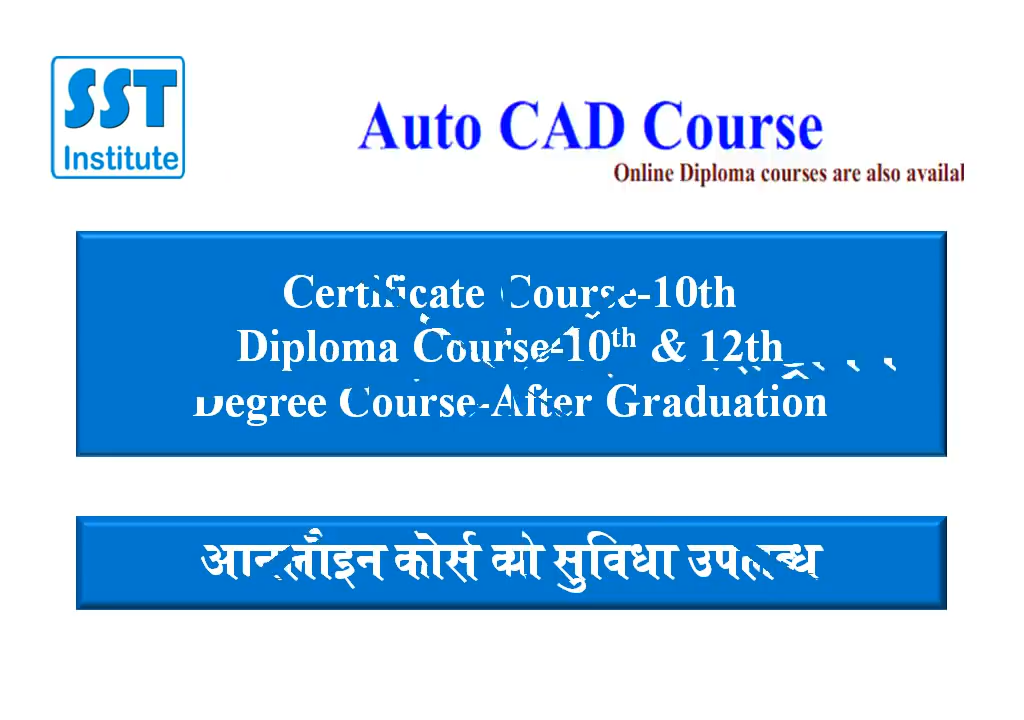 SST
Institute
Auto CAD Course
Online Diploma courses are also availal
Certificate Course-10th
Diploma Course-10th & 12th
Degree Course-After Graduation
आनलाइन कोर्स की सुविधा उपलब्ध